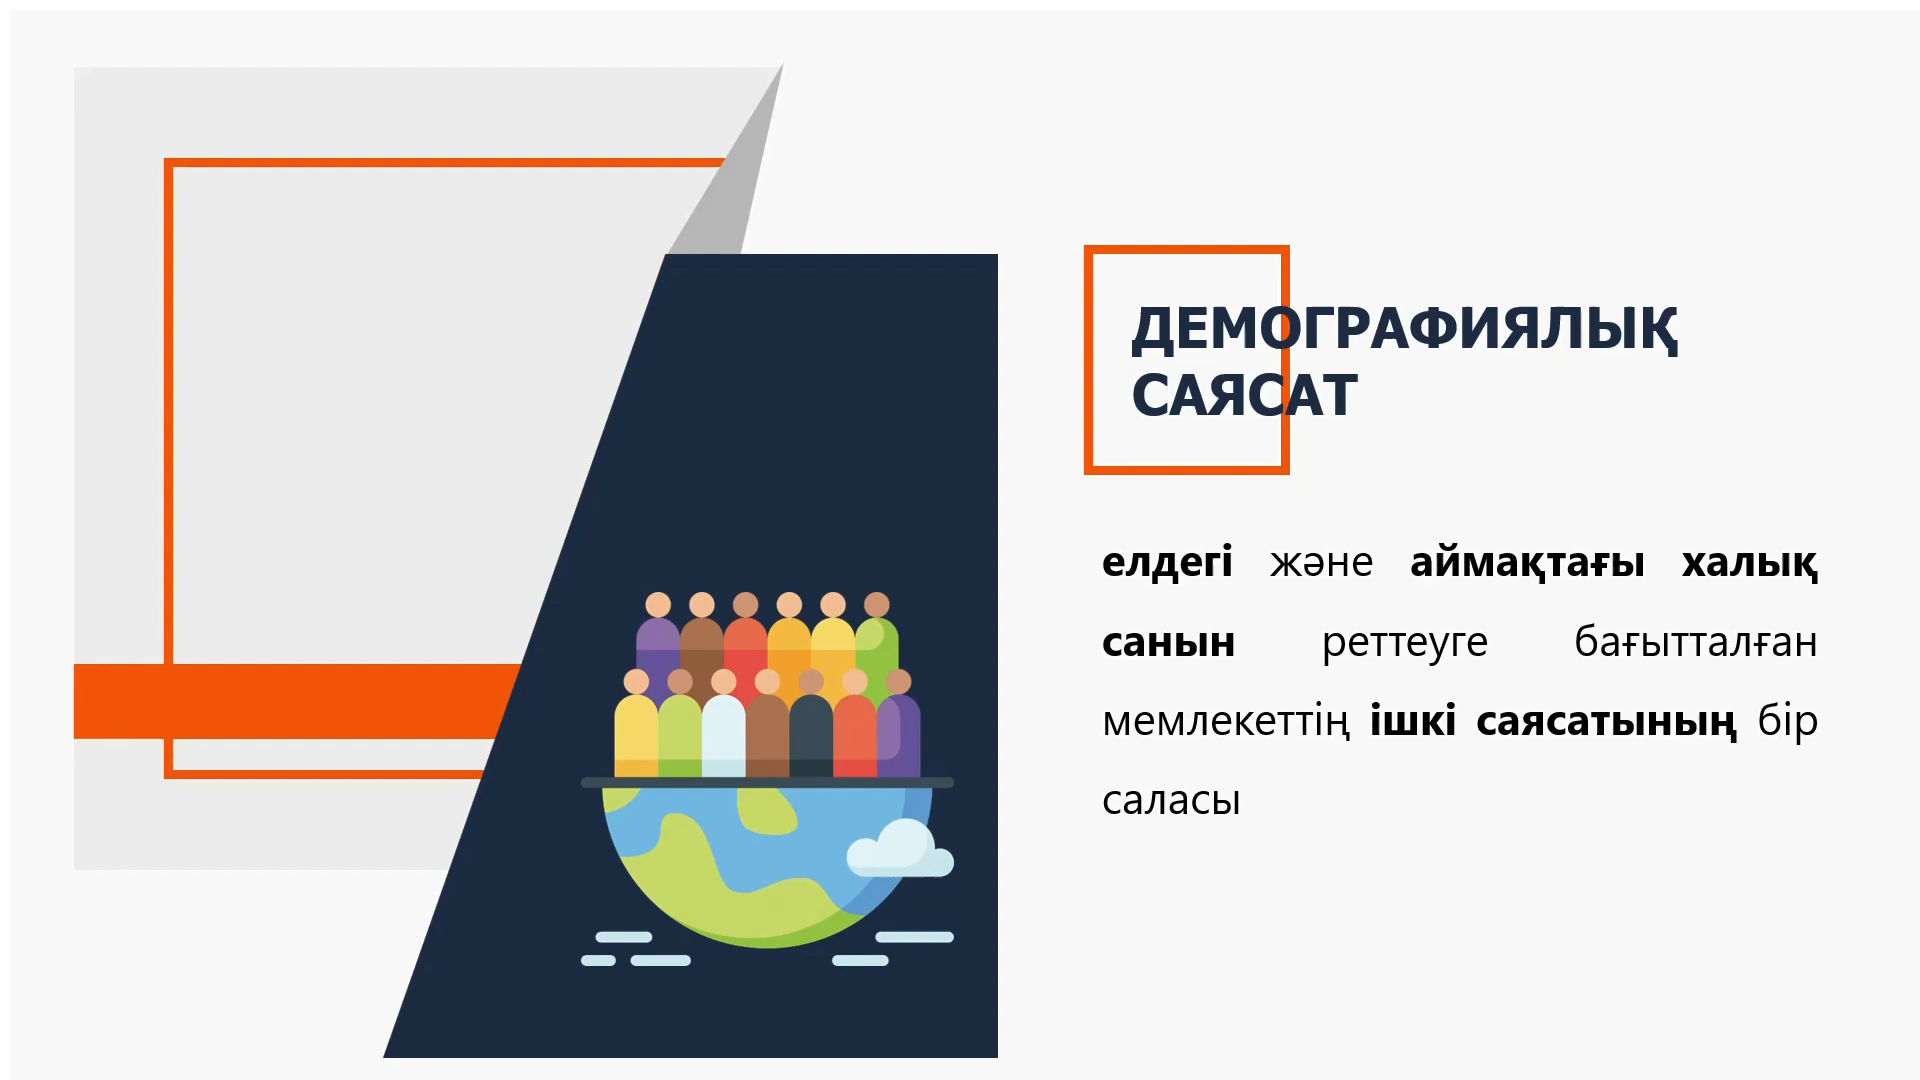 ДЕМОГРАФИЯЛЫҚ
САЯСАТ
елдегі және аймақтағы халық
санын реттеуге бағытталған
мемлекеттің ішкі саясатының бір
саласы